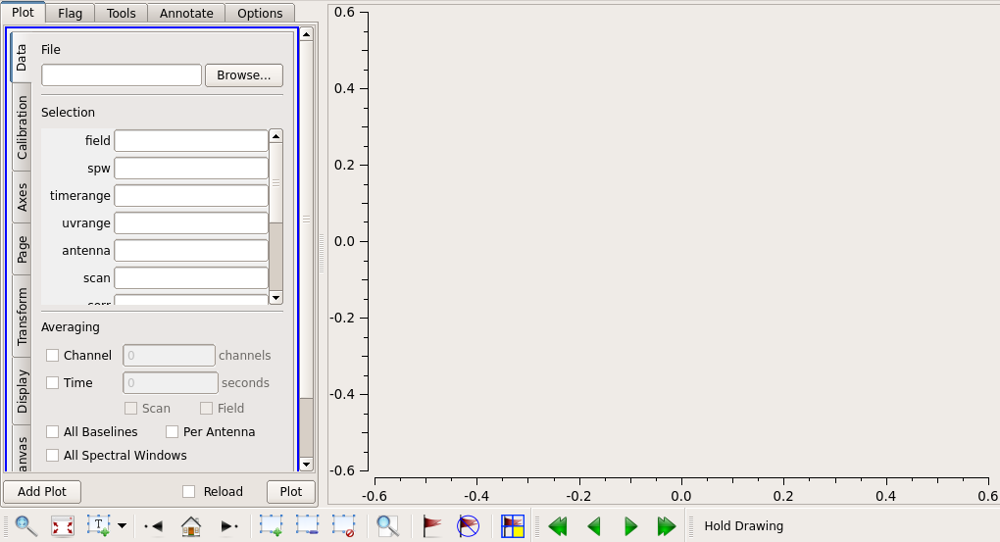 Plot Flag Tools Annotate Options
Data
Calibration
Axes
Page
Transform
Display
anvas
File
Browse...
Selection
field
spw
timerange
uvrange
antenna
scan
corr
Averaging
Channel 0 channels
Time 0 seconds
Scan Field
All Baselines Per Antenna
All Spectral Windows
Add Plot Reload Plot
0.6
0.4
0.2
0.0
-0.2
-0.4
-0.6
-0.6 -0.4 -0.2 0.0 0.2 0.4 0.6
T
Hold Drawing